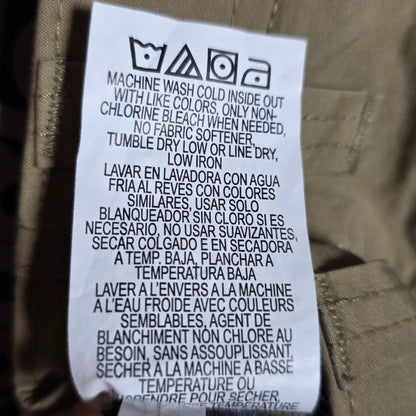 MACHINE WASH COLD INSIDE OUT
WITH LIKE COLORS, ONLY NON-
CHLORINE BLEACH WHEN NEEDED,
NO FABRIC SOFTENER,
TUMBLE DRY LOW OR LINE DRY,
LOW IRON
LAVAR EN LAVADORA CON AGUA
FRIA AL REVES CON COLORES
SIMILARES, USAR SOLO
BLANQUEADOR SIN CLORO SI ES
NECESARIO, NO USAR SUAVIZANTES,
SECAR COLGADO E EN SECADORA
A TEMP. BAJA, PLANCHAR A
TEMPERATURA BAJA
LAVER A L'ENVERS A LA MACHINE
A L'EAU FROIDE AVEC COULEURS
SEMBLABLES, AGENT DE
BLANCHIMENT NON CHLORE AU
BESOIN, SANS ASSOUPLISSANT,
SECHER A LA MACHINE A BASSE
TEMPERATURE OU
SUSPENDRE POUR SECHER,
TEMPERATURE